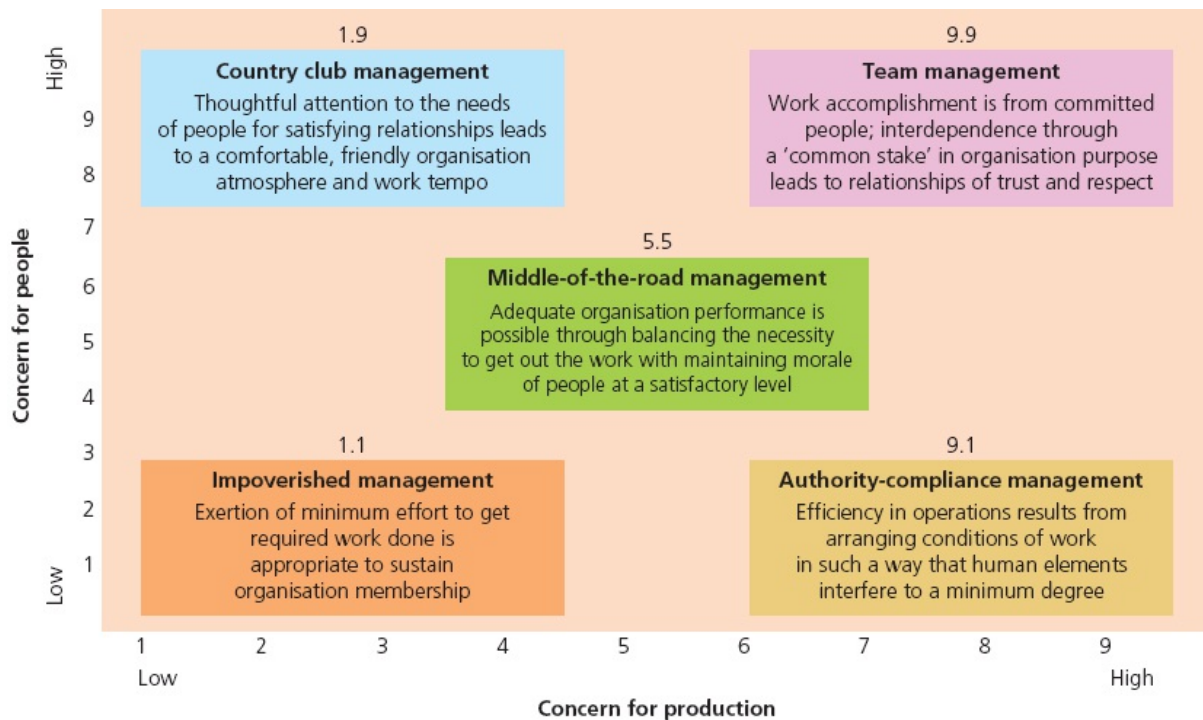 1.9
Country club management
Thoughtful attention to the needs
of people for satisfying relationships leads
to a comfortable, friendly organisation
atmosphere and work tempo
9.9
Team management
Work accomplishment is from committed
people; interdependence through
a ‘common stake’ in organisation purpose
leads to relationships of trust and respect
5.5
Middle-of-the-road management
Adequate organisation performance is
possible through balancing the necessity
to get out the work with maintaining morale
of people at a satisfactory level
1.1
Impoverished management
Exertion of minimum effort to get
required work done is
appropriate to sustain
organisation membership
9.1
Authority-compliance management
Efficiency in operations results from
arranging conditions of work
in such a way that human elements
interfere to a minimum degree
High
9
8
7
6
5
4
3
2
1
Low
Concern for people
1 2 3 4 5 6 7 8 9
Low High
Concern for production